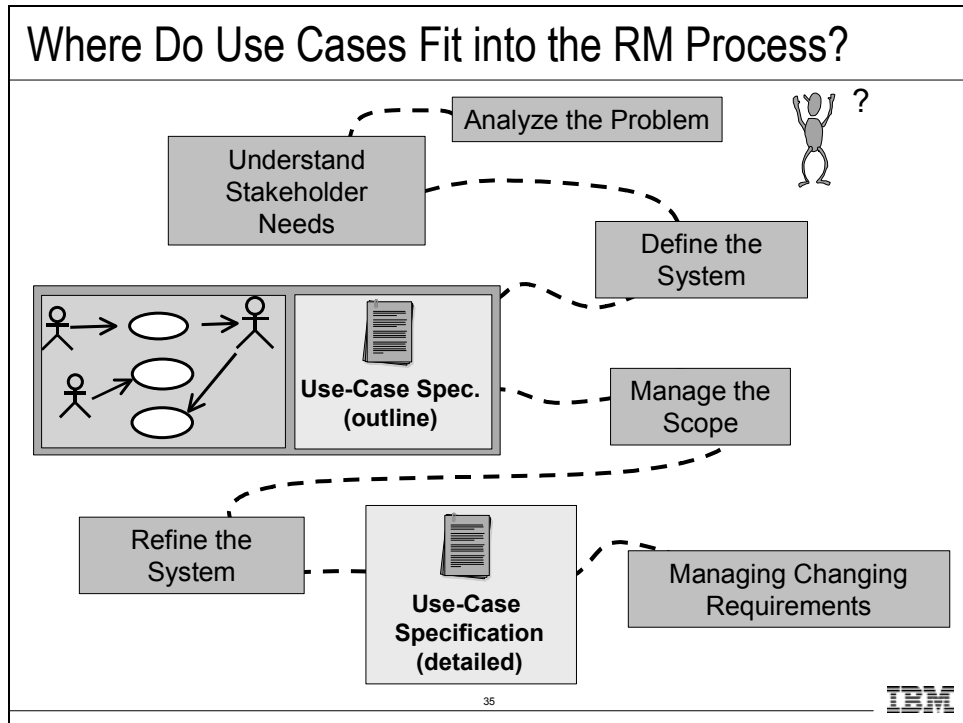 Where Do Use Cases Fit into the RM Process?
?
Analyze the Problem
Understand
Stakeholder
Needs
Define the
System
Use-Case Spec.
(outline)
Manage the
Scope
Refine the
System
Use-Case
Specification
(detailed)
Managing Changing
Requirements
35
IBM